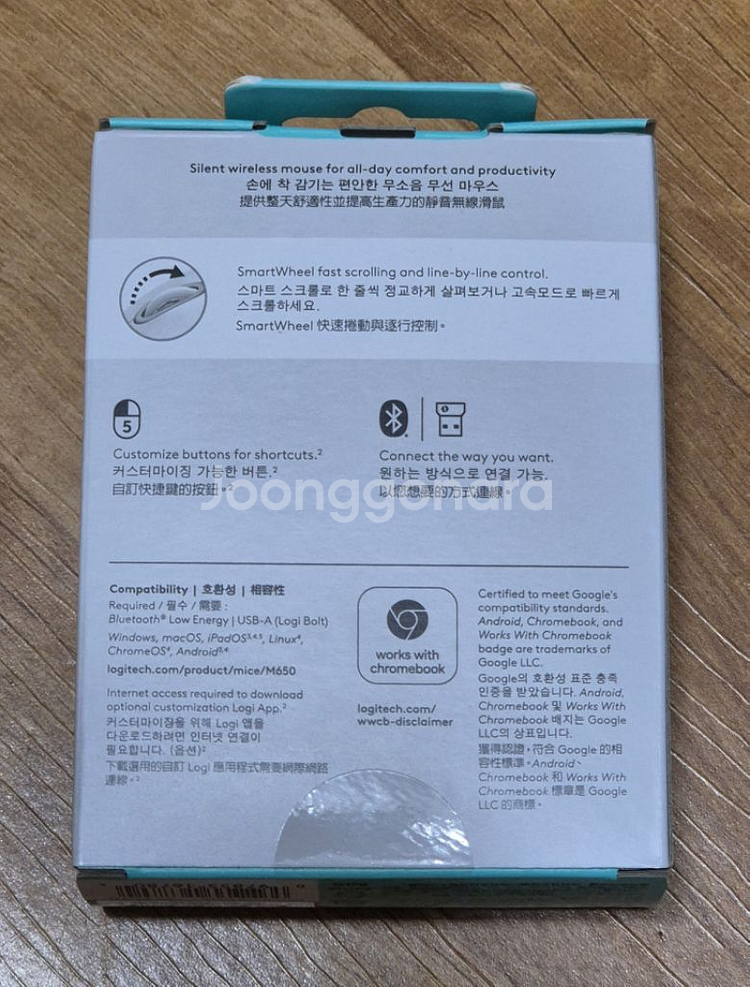 Silent wireless mouse for all-day comfort and productivity
손에 착 감기는 편안한 무소음 무선 마우스
提供整天舒適性並提高生產力的靜音無線滑鼠
SmartWheel fast scrolling and line-by-line control.
스마트 스크롤로 한 줄씩 정교하게 살펴보거나 고속모드로 빠르게
스크롤하세요.
SmartWheel 快速捲動與逐行控制。
5
Customize buttons for shortcuts.²
커스터마이징 가능한 버튼.²
自訂快捷鍵的按鈕。²
Connect the way you want.
원하는 방식으로 연결 가능.
以您想要的方式連線。
Joonggonara
Compatibility | 호환성 | 相容性
Required / 필수 / 需要 :
Bluetooth® Low Energy | USB-A (Logi Bolt)
Windows, macOS, iPadOS³,⁴,⁵, Linux⁴,
ChromeOS⁴, Android³,⁴
logitech.com/product/mice/M650
Internet access required to download
optional customization Logi App.²
커스터마이징을 위해 Logi 앱을
다운로드하려면 인터넷 연결이
필요합니다. (옵션)²
下載選用的自訂 Logi 應用程式需要網際網路
連線。²
works with
chromebook
logitech.com/
wwcb-disclaimer
Certified to meet Google's
compatibility standards.
Android, Chromebook, and
Works With Chromebook
badge are trademarks of
Google LLC.
Google의 호환성 표준 충족
인증을 받았습니다. Android,
Chromebook 및 Works With
Chromebook 배지는 Google
LLC의 상표입니다.
獲得認證，符合 Google 的相
容性標準。Android、
Chromebook 和 Works With
Chromebook 標章是 Google
LLC 的商標。